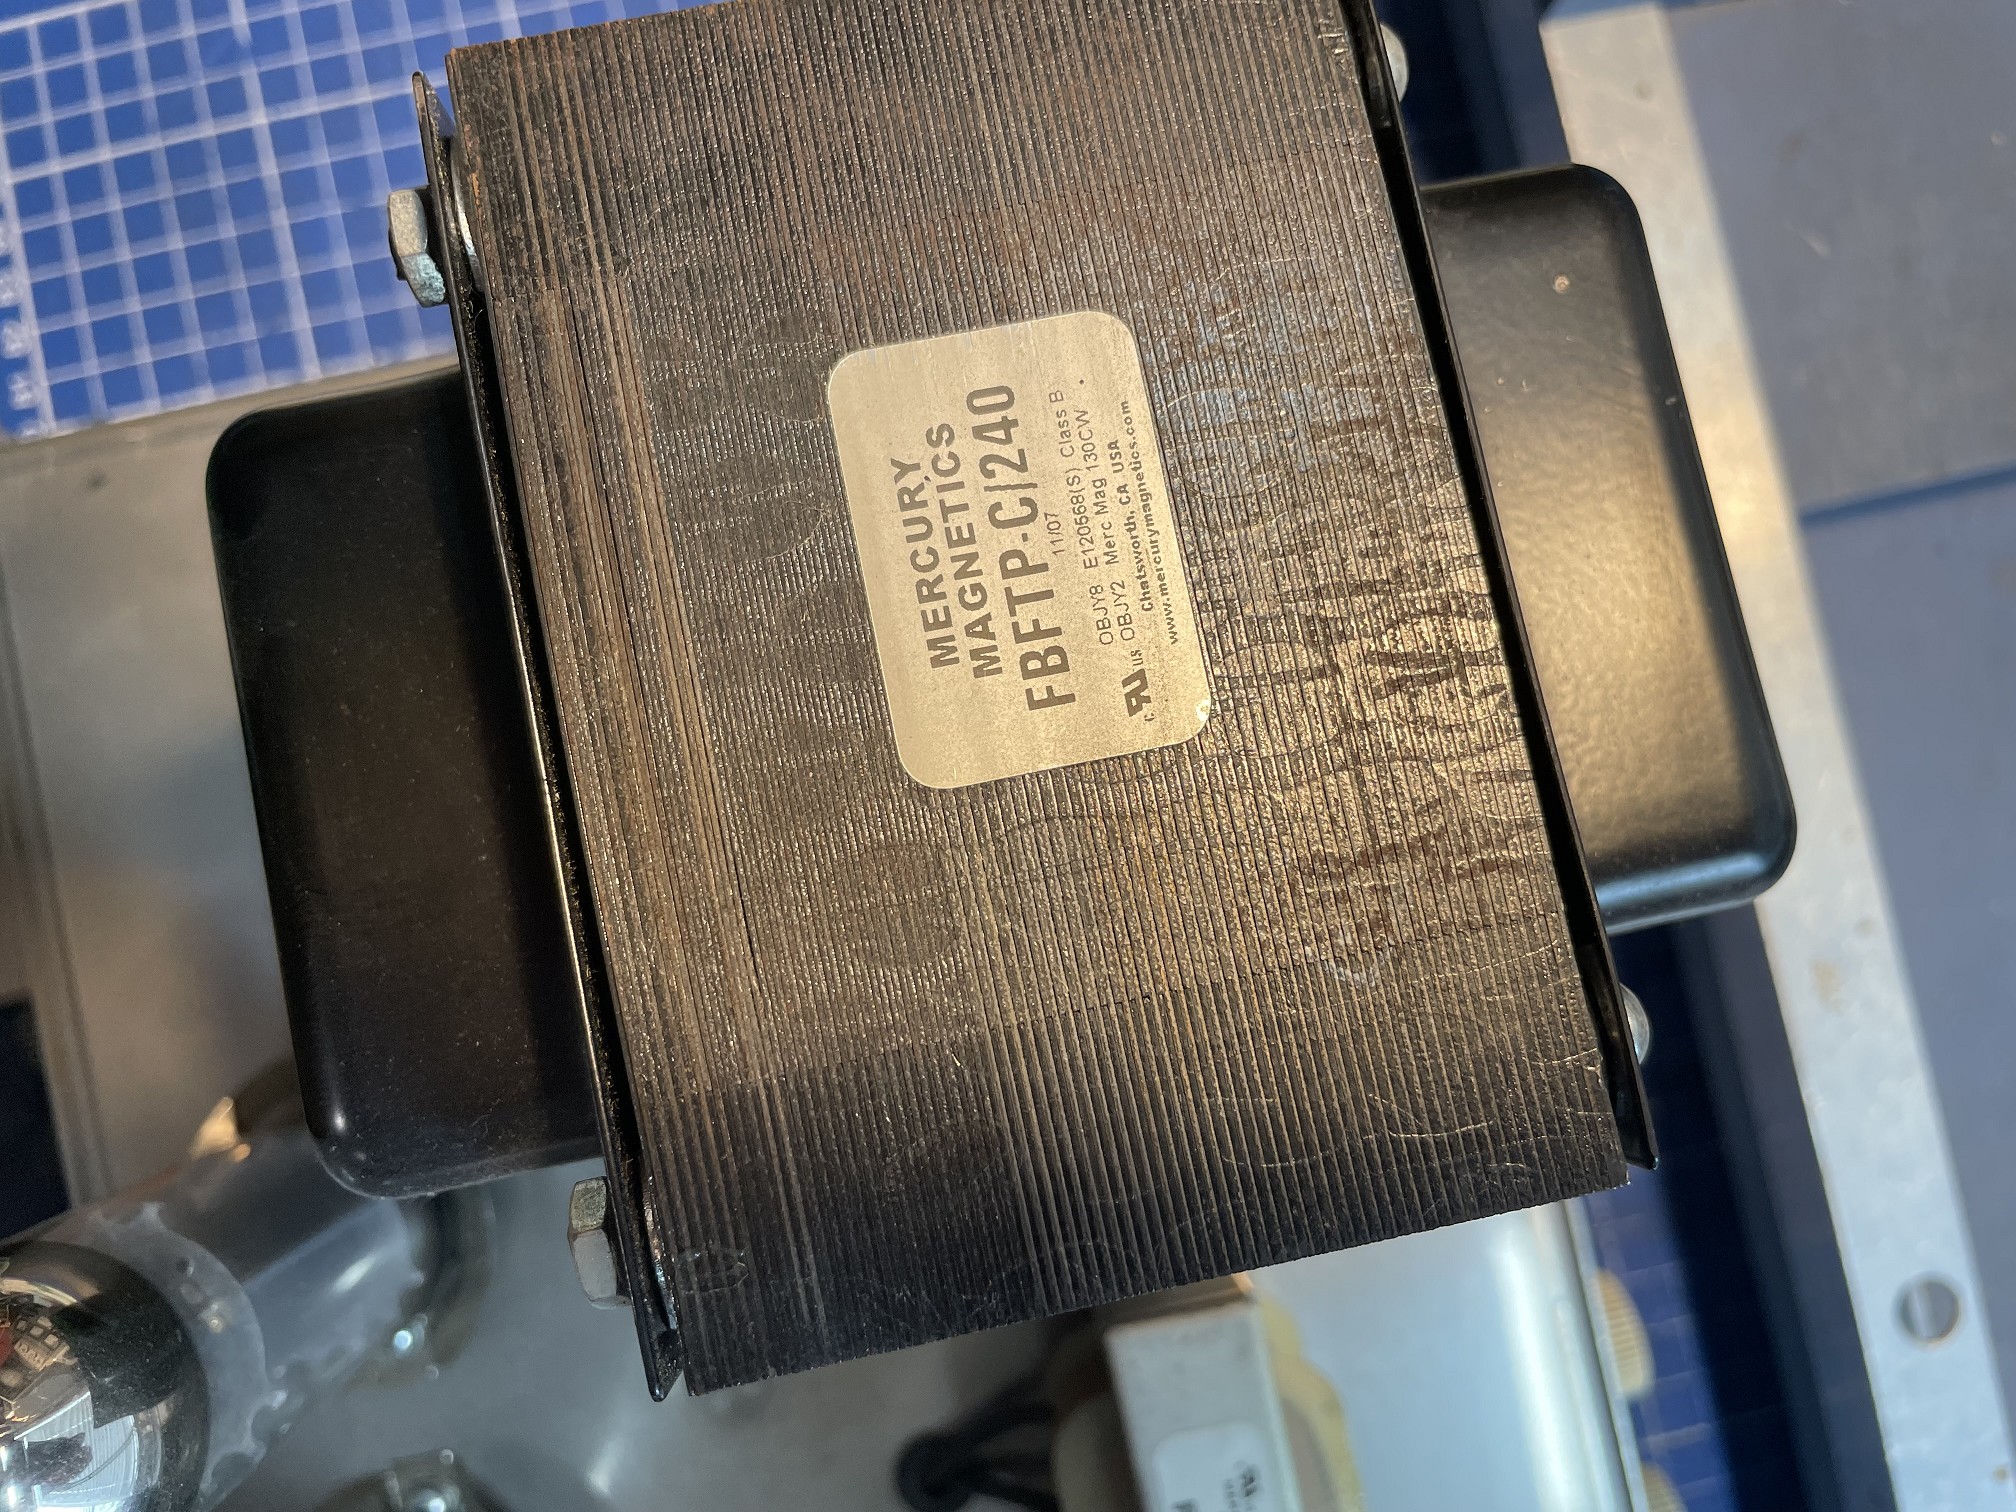 MERCURY
MAGNETICS
FBFTP-C/240
11/07
OBJY8 E120568(S) Class B
OBJY2 Merc Mag 130CW
c RU us Chatsworth, CA USA
www.mercurymagnetics.com